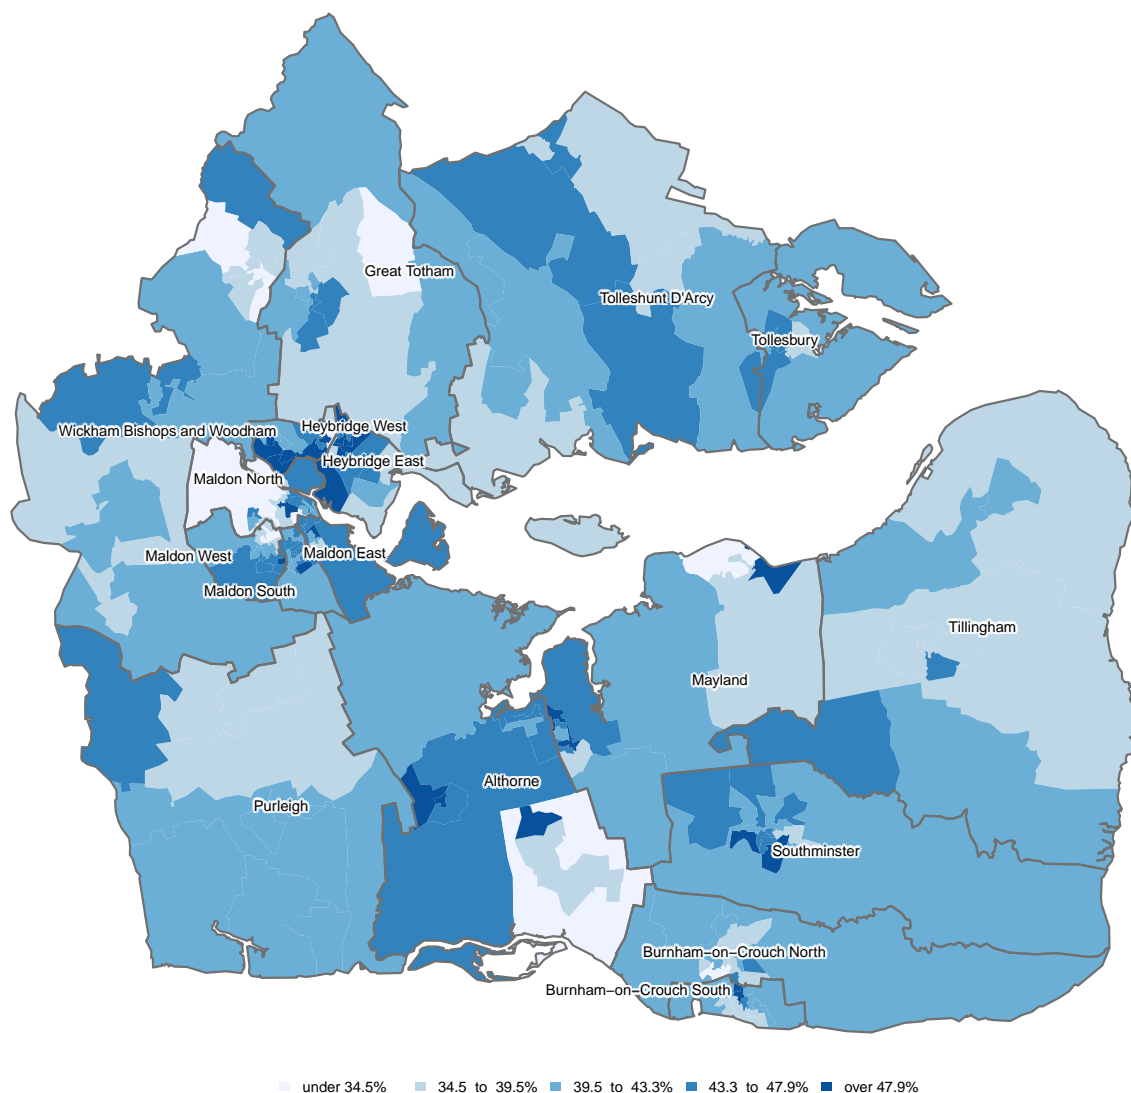 Great Totham
Tolleshunt D'Arcy
Tollesbury
Heybridge West
Wickham Bishops and Woodham
Heybridge East
Maldon North
Maldon West
Maldon East
Maldon South
Tillingham
Mayland
Althorne
Purleigh
Southminster
Burnham−on−Crouch North
Burnham−on−Crouch South
under 34.5% 34.5 to 39.5% 39.5 to 43.3% 43.3 to 47.9% over 47.9%